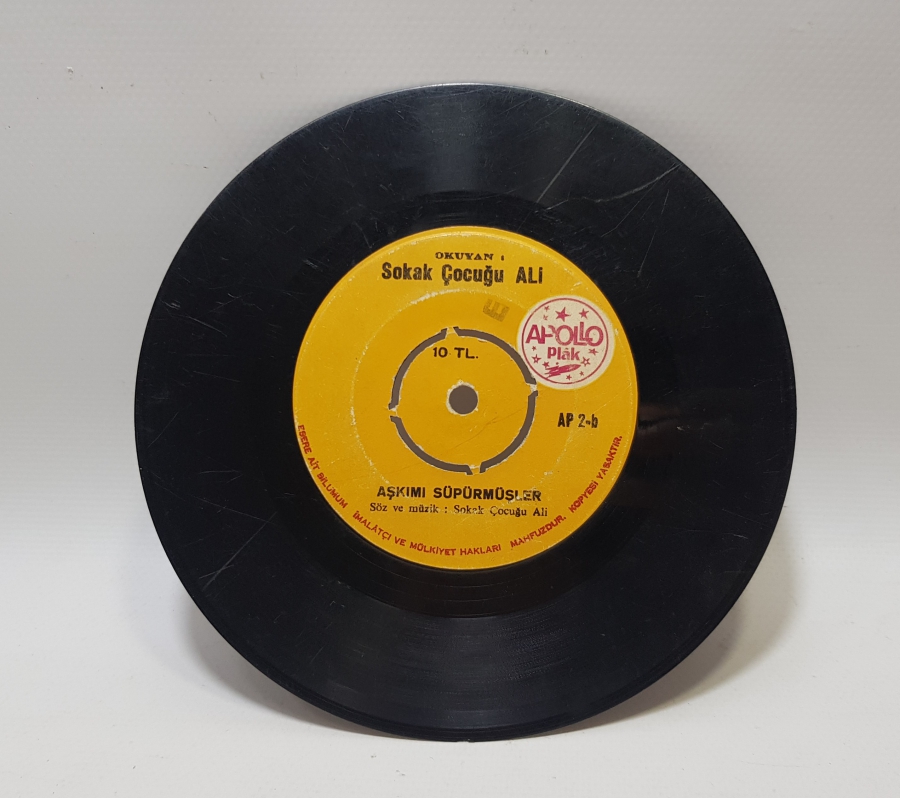 OKUYAN :
Sokak Çocuğu ALİ
APOLLO
Plâk
10 TL.
AP 2-b
AŞKIMI SÜPÜRMÜŞLER
Söz ve müzik : Sokak Çocuğu Ali
ESERE AİT BİLUMUM İMALÂTÇI VE MÜLKİYET HAKLARI MAHFUZDUR. KOPYESİ YASAKTIR.